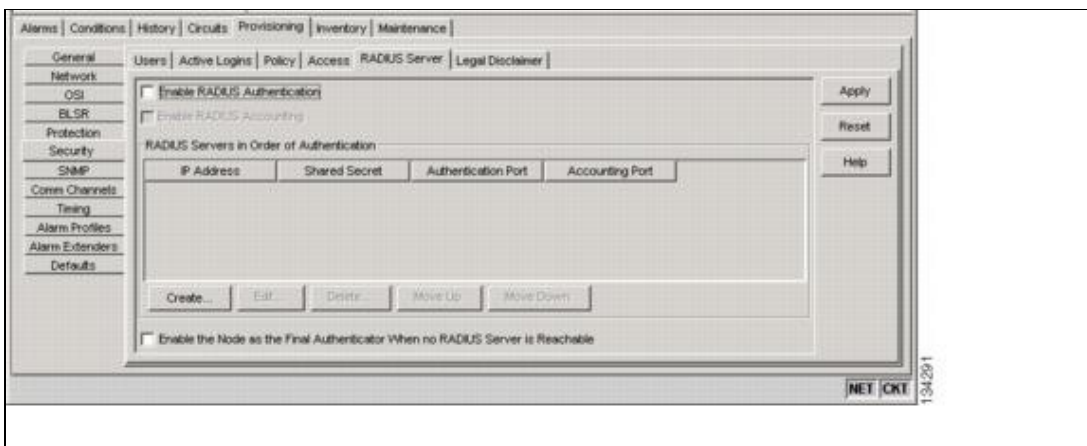 Alarms Conditions History Circuits Provisioning Inventory Maintenance
General
Network
OSI
BLSR
Protection
Security
SNMP
Comm Channels
Timing
Alarm Profiles
Alarm Extenders
Defaults
Users Active Logins Policy Access RADIUS Server Legal Disclaimer
Enable RADIUS Authentication
Enable RADIUS Accounting
RADIUS Servers in Order of Authentication
IP Address Shared Secret Authentication Port Accounting Port
Create... Edit... Delete... Move Up Move Down
Enable the Node as the Final Authenticator When no RADIUS Server is Reachable
Apply
Reset
Help
NET CKT
134291